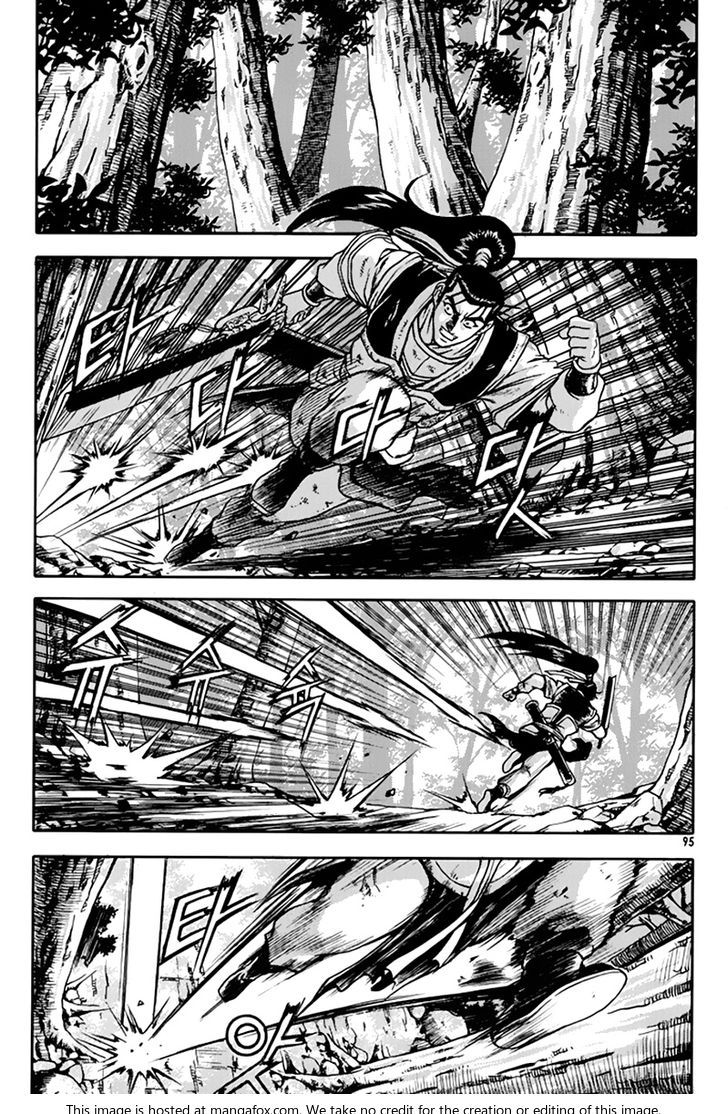 타
다
다
닷
슈
슈
슉
95
타
앗
This image is hosted at mangafox.com. We take no credit for the creation or editing of this image.